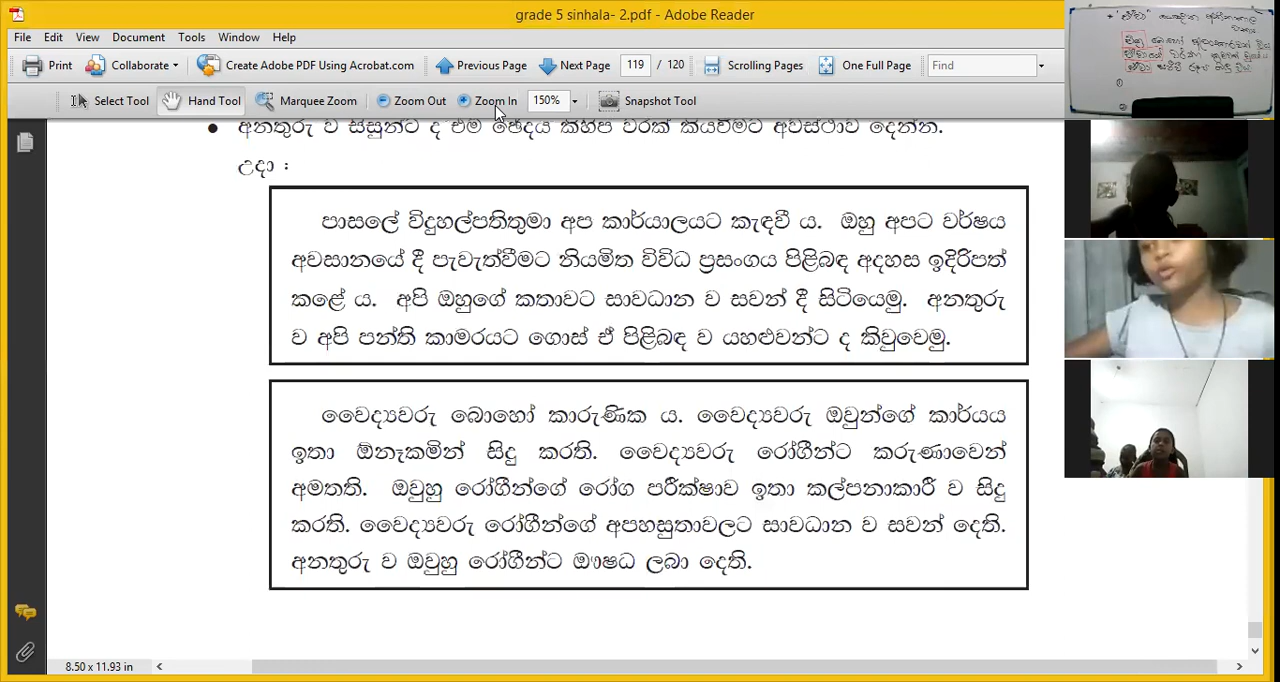 grade 5 sinhala- 2.pdf - Adobe Reader
File Edit View Document Tools Window Help
Print Collaborate Create Adobe PDF Using Acrobat.com Previous Page Next Page 119 / 120 Scrolling Pages One Full Page Find
Select Tool Hand Tool Marquee Zoom Zoom Out Zoom In 150% Snapshot Tool
• අනතුරු ව සිසුන්ට ද එම ඡේදය කිහිප වරක් කියවීමට අවස්ථාව දෙන්න.
උදා :
පාසලේ විදුහල්පතිතුමා අප කාර්යාලයට කැඳවී ය. ඔහු අපට වර්ෂය
අවසානයේ දී පැවැත්වීමට නියමිත විවිධ ප්‍රසංගය පිළිබඳ අදහස ඉදිරිපත්
කළේ ය. අපි ඔහුගේ කතාවට සාවධාන ව සවන් දී සිටියෙමු. අනතුරු
ව අපි පන්ති කාමරයට ගොස් ඒ පිළිබඳ ව යහළුවන්ට ද කිවුවෙමු.
වෛද්‍යවරු බොහෝ කාරුණික ය. වෛද්‍යවරු ඔවුන්ගේ කාර්යය
ඉතා ඕනෑකමින් සිදු කරති. වෛද්‍යවරු රෝගීන්ට කරුණාවෙන්
අමතති. ඔවුහු රෝගීන්ගේ රෝග පරීක්ෂාව ඉතා කල්පනාකාරී ව සිදු
කරති. වෛද්‍යවරු රෝගීන්ගේ අපහසුතාවලට සාවධාන ව සවන් දෙති.
අනතුරු ව ඔවුහු රෝගීන්ට ඖෂධ ලබා දෙති.
8.50 x 11.93 in